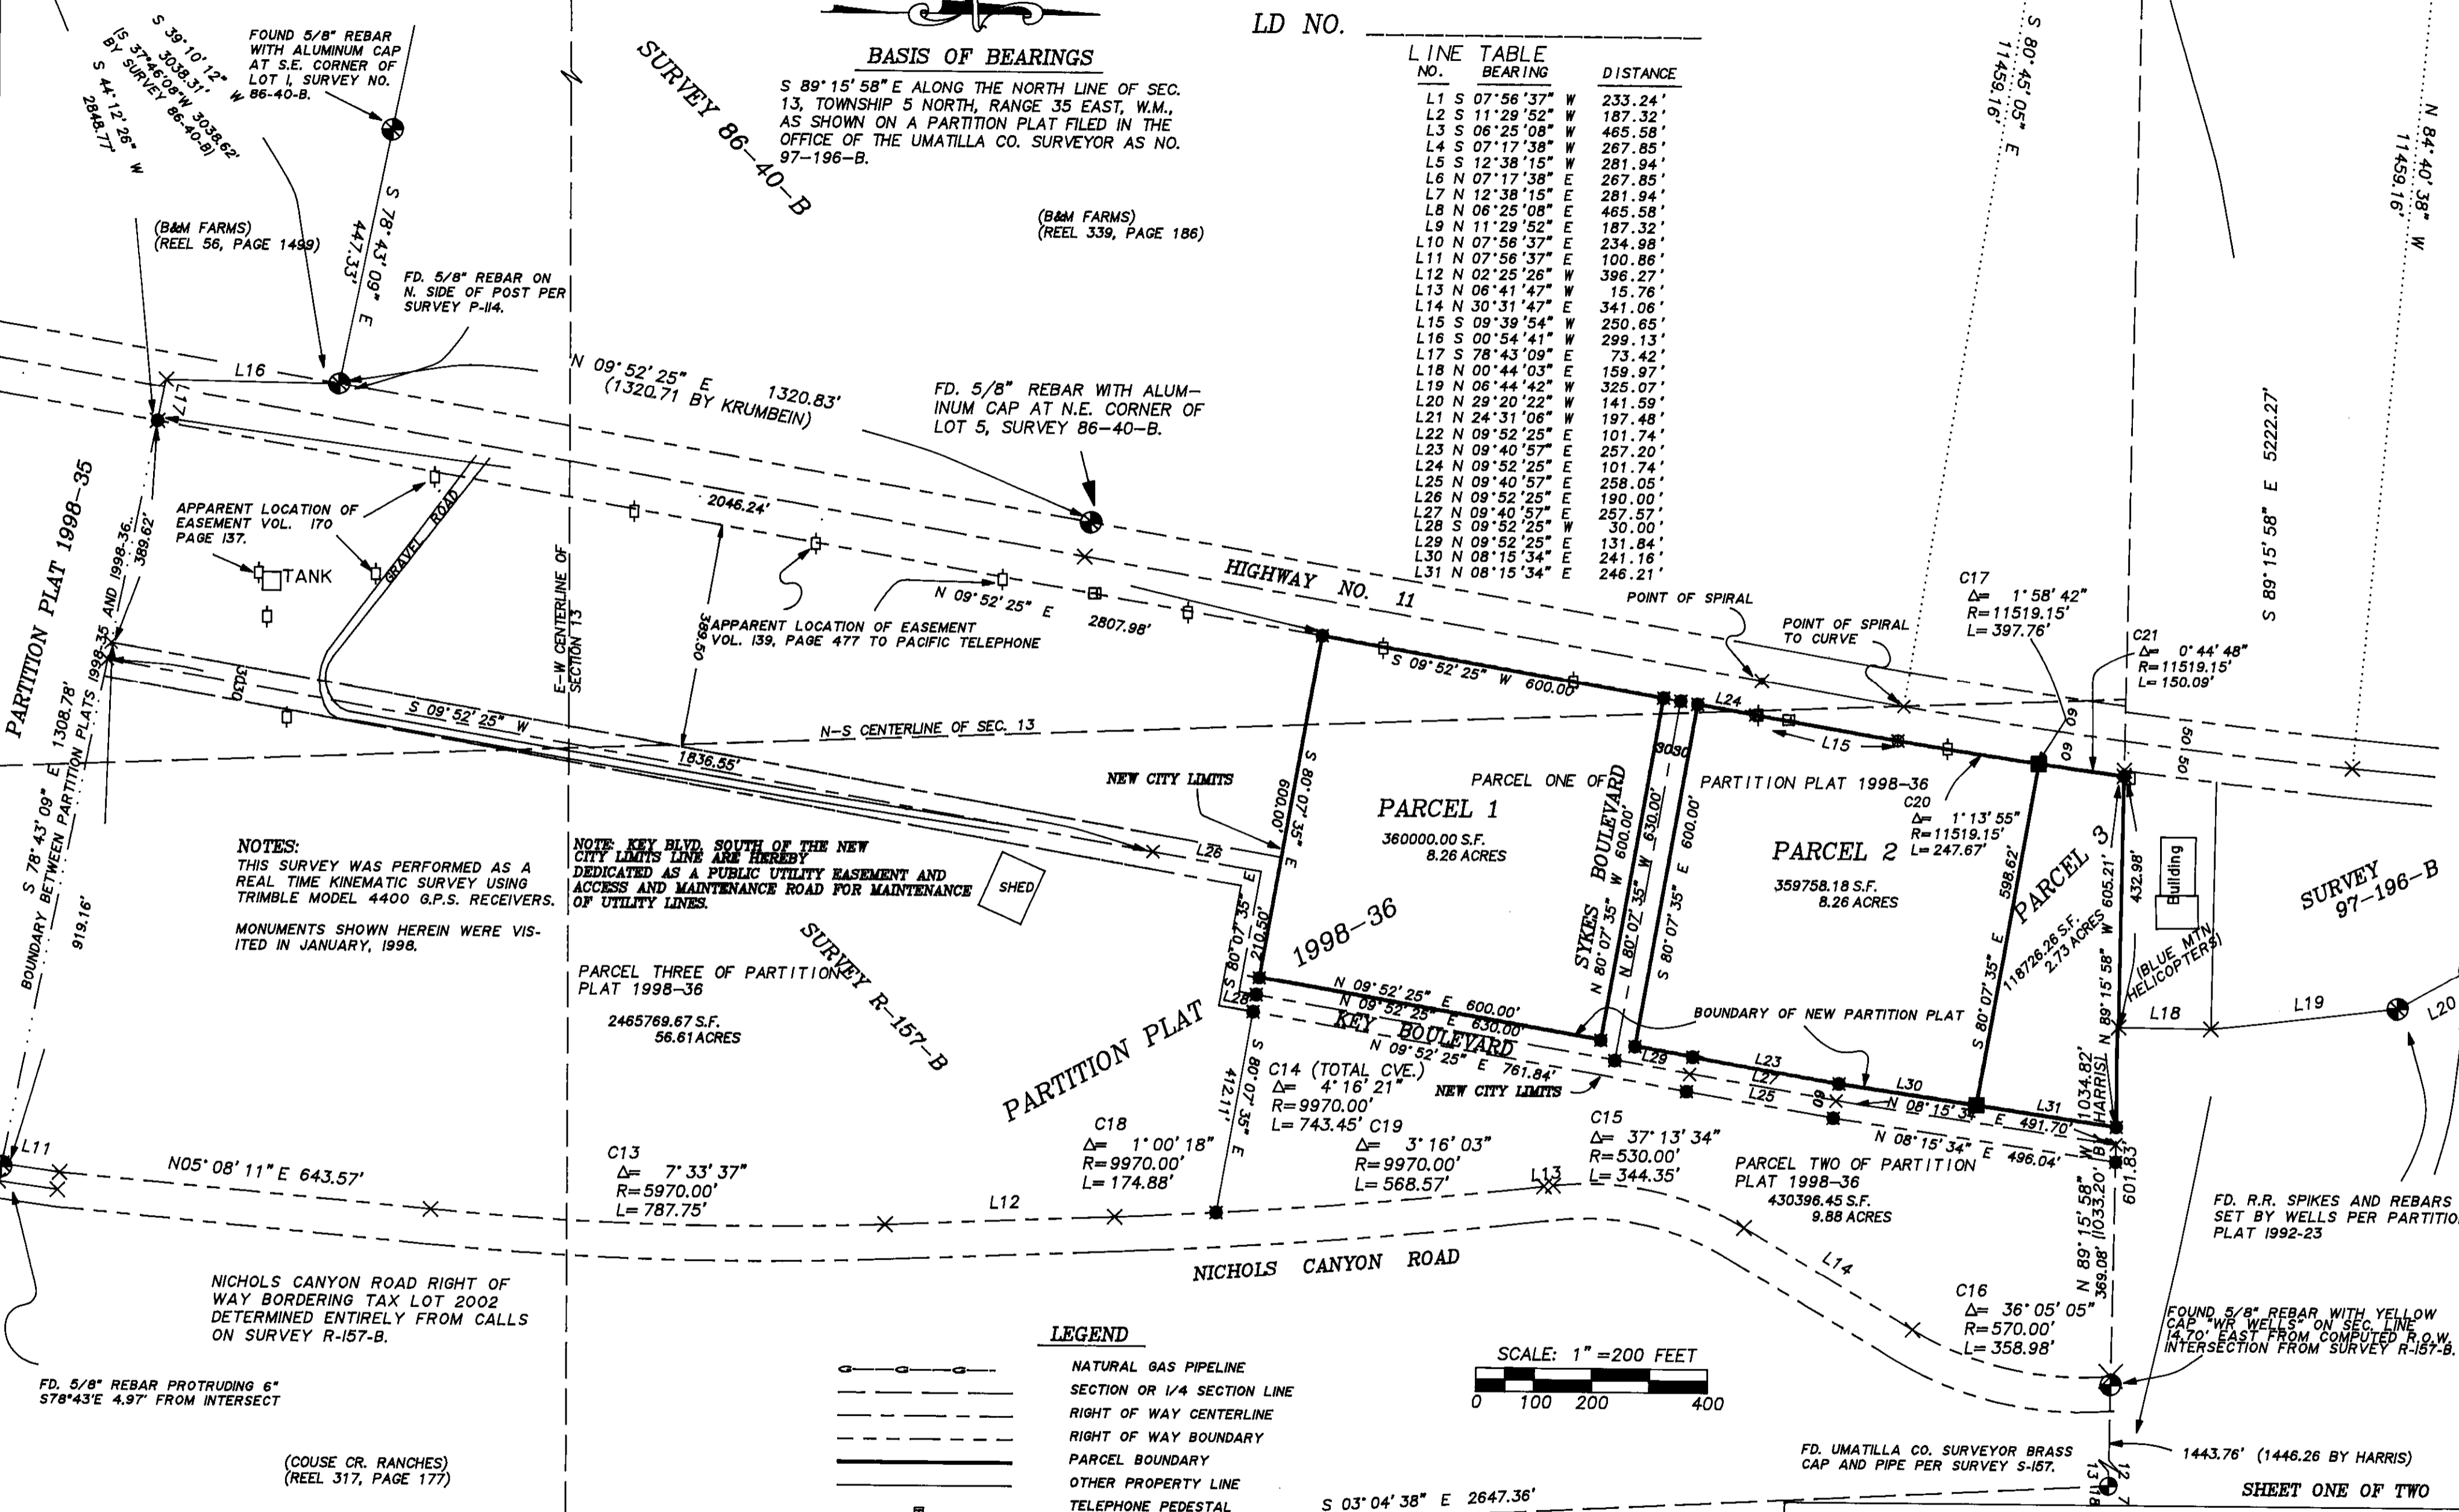 LD NO.
BASIS OF BEARINGS
S 89°15'58" E ALONG THE NORTH LINE OF SEC.
13, TOWNSHIP 5 NORTH, RANGE 35 EAST, W.M.,
AS SHOWN ON A PARTITION PLAT FILED IN THE
OFFICE OF THE UMATILLA CO. SURVEYOR AS NO.
97-196-B.
LINE TABLE
NO. BEARING DISTANCE
L1 S 07°56'37" W 233.24'
L2 S 11°29'52" W 187.32'
L3 S 06°25'08" W 465.58'
L4 S 07°17'38" W 267.85'
L5 S 12°38'15" W 281.94'
L6 N 07°17'38" E 267.85'
L7 N 12°38'15" E 281.94'
L8 N 06°25'08" E 465.58'
L9 N 11°29'52" E 187.32'
L10 N 07°56'37" E 234.98'
L11 N 07°56'37" E 100.86'
L12 N 02°25'26" W 396.27'
L13 N 06°41'47" W 15.76'
L14 N 30°31'47" E 341.06'
L15 S 09°39'54" W 250.65'
L16 S 00°54'41" W 299.13'
L17 S 78°43'09" E 73.42'
L18 N 00°44'03" E 159.97'
L19 N 06°44'42" W 325.07'
L20 N 29°20'22" W 141.59'
L21 N 24°31'06" W 197.48'
L22 N 09°52'25" E 101.74'
L23 N 09°40'57" E 257.20'
L24 N 09°52'25" E 101.74'
L25 N 09°40'57" E 258.05'
L26 N 09°52'25" E 190.00'
L27 N 09°40'57" E 257.57'
L28 S 09°52'25" W 30.00'
L29 N 09°52'25" E 131.84'
L30 N 08°15'34" E 241.16'
L31 N 08°15'34" E 246.21'
S 39°10'12" W
3038.31'
(S 37°46'08"W 3038.62'
BY SURVEY 86-40-B)
S 44°12'26" W
2848.77'
FOUND 5/8" REBAR
WITH ALUMINUM CAP
AT S.E. CORNER OF
LOT 1, SURVEY NO.
86-40-B.
S 78°43'09" E
447.33'
SURVEY 86-40-B
(B&M FARMS)
(REEL 56, PAGE 1499)
(B&M FARMS)
(REEL 339, PAGE 186)
FD. 5/8" REBAR ON
N. SIDE OF POST PER
SURVEY P-114.
S 80°45'05" E
11459.16'
N 84°40'38" W
11459.16'
S 89°15'58" E 5222.27'
L16
L17
N 09°52'25" E 1320.83'
(1320.71 BY KRUMBEIN)
FD. 5/8" REBAR WITH ALUM-
INUM CAP AT N.E. CORNER OF
LOT 5, SURVEY 86-40-B.
PARTITION PLAT 1998-35
389.62'
APPARENT LOCATION OF
EASEMENT VOL. 170
PAGE 137.
TANK
GRAVEL ROAD
E-W CENTERLINE OF
SECTION 13
2046.24'
389.50'
N 09°52'25" E 2807.98'
APPARENT LOCATION OF EASEMENT
VOL. 139, PAGE 477 TO PACIFIC TELEPHONE
HIGHWAY NO. 11
POINT OF SPIRAL
POINT OF SPIRAL
TO CURVE
C17
Δ= 1°58'42"
R=11519.15'
L=397.76'
C21
Δ= 0°44'48"
R=11519.15'
L=150.09'
60 60
50 50
S 09°52'25" W 600.00'
L24
L15
3030
3030
S 09°52'25" W
1836.55'
N-S CENTERLINE OF SEC. 13
NEW CITY LIMITS
S 80°07'35" E
600.00'
PARCEL ONE OF
PARTITION PLAT 1998-36
PARCEL 1
360000.00 S.F.
8.26 ACRES
SYKES BOULEVARD
N 80°07'35" W 600.00'
N 80°07'35" W 630.00'
S 80°07'35" E 600.00'
C20
Δ= 1°13'55"
R=11519.15'
L=247.67'
PARCEL 2
359758.18 S.F.
8.26 ACRES
S 80°07'35" E 598.62'
PARCEL 3
118726.26 S.F.
2.73 ACRES
N 89°15'58" W 605.21'
432.98'
Building
(BLUE MTN.
HELICOPTERS)
SURVEY
97-196-B
BOUNDARY BETWEEN PARTITION PLATS 1998-35 AND 1998-36.
S 78°43'09" E 1308.78'
919.16'
NOTES:
THIS SURVEY WAS PERFORMED AS A
REAL TIME KINEMATIC SURVEY USING
TRIMBLE MODEL 4400 G.P.S. RECEIVERS.
MONUMENTS SHOWN HEREIN WERE VIS-
ITED IN JANUARY, 1998.
NOTE: KEY BLVD. SOUTH OF THE NEW
CITY LIMITS LINE ARE HEREBY
DEDICATED AS A PUBLIC UTILITY EASEMENT AND
ACCESS AND MAINTENANCE ROAD FOR MAINTENANCE
OF UTILITY LINES.
SHED
L26
S 80°07'35" E
210.50'
L28
SURVEY R-157-B
PARCEL THREE OF PARTITION
PLAT 1998-36
2465769.67 S.F.
56.61 ACRES
PARTITION PLAT 1998-36
N 09°52'25" E 600.00'
N 09°52'25" E 630.00'
KEY BOULEVARD
N 09°52'25" E 761.84'
NEW CITY LIMITS
BOUNDARY OF NEW PARTITION PLAT
L29
L23
L27
L25
60
L30
L31
N 08°15'34" E 491.70'
N 08°15'34" E 496.04'
L18
L19
L20
S 80°07'35" E
412.11'
C14 (TOTAL CVE.)
Δ= 4°16'21"
R=9970.00'
L=743.45'
C18
Δ= 1°00'18"
R=9970.00'
L=174.88'
C19
Δ= 3°16'03"
R=9970.00'
L=568.57'
C15
Δ= 37°13'34"
R=530.00'
L=344.35'
C13
Δ= 7°33'37"
R=5970.00'
L=787.75'
PARCEL TWO OF PARTITION
PLAT 1998-36
430396.45 S.F.
9.88 ACRES
N 89°15'58" W 1034.82'
369.08' (1033.20' BY HARRIS)
601.83'
FD. R.R. SPIKES AND REBARS
SET BY WELLS PER PARTITIO
PLAT 1992-23
L11
N05°08'11"E 643.57'
L12
L13
L14
NICHOLS CANYON ROAD
NICHOLS CANYON ROAD RIGHT OF
WAY BORDERING TAX LOT 2002
DETERMINED ENTIRELY FROM CALLS
ON SURVEY R-157-B.
C16
Δ= 36°05'05"
R=570.00'
L=358.98'
FOUND 5/8" REBAR WITH YELLOW
CAP "WR WELLS" ON SEC. LINE
14.70' EAST FROM COMPUTED R.O.W.
INTERSECTION FROM SURVEY R-157-B.
FD. 5/8" REBAR PROTRUDING 6"
S78°43'E 4.97' FROM INTERSECT
(COUSE CR. RANCHES)
(REEL 317, PAGE 177)
LEGEND
NATURAL GAS PIPELINE
SECTION OR 1/4 SECTION LINE
RIGHT OF WAY CENTERLINE
RIGHT OF WAY BOUNDARY
PARCEL BOUNDARY
OTHER PROPERTY LINE
TELEPHONE PEDESTAL
SCALE: 1"=200 FEET
0 100 200 400
S 03°04'38" E 2647.36'
FD. UMATILLA CO. SURVEYOR BRASS
CAP AND PIPE PER SURVEY S-157.
1443.76' (1446.26 BY HARRIS)
12 7
13 18
SHEET ONE OF TWO